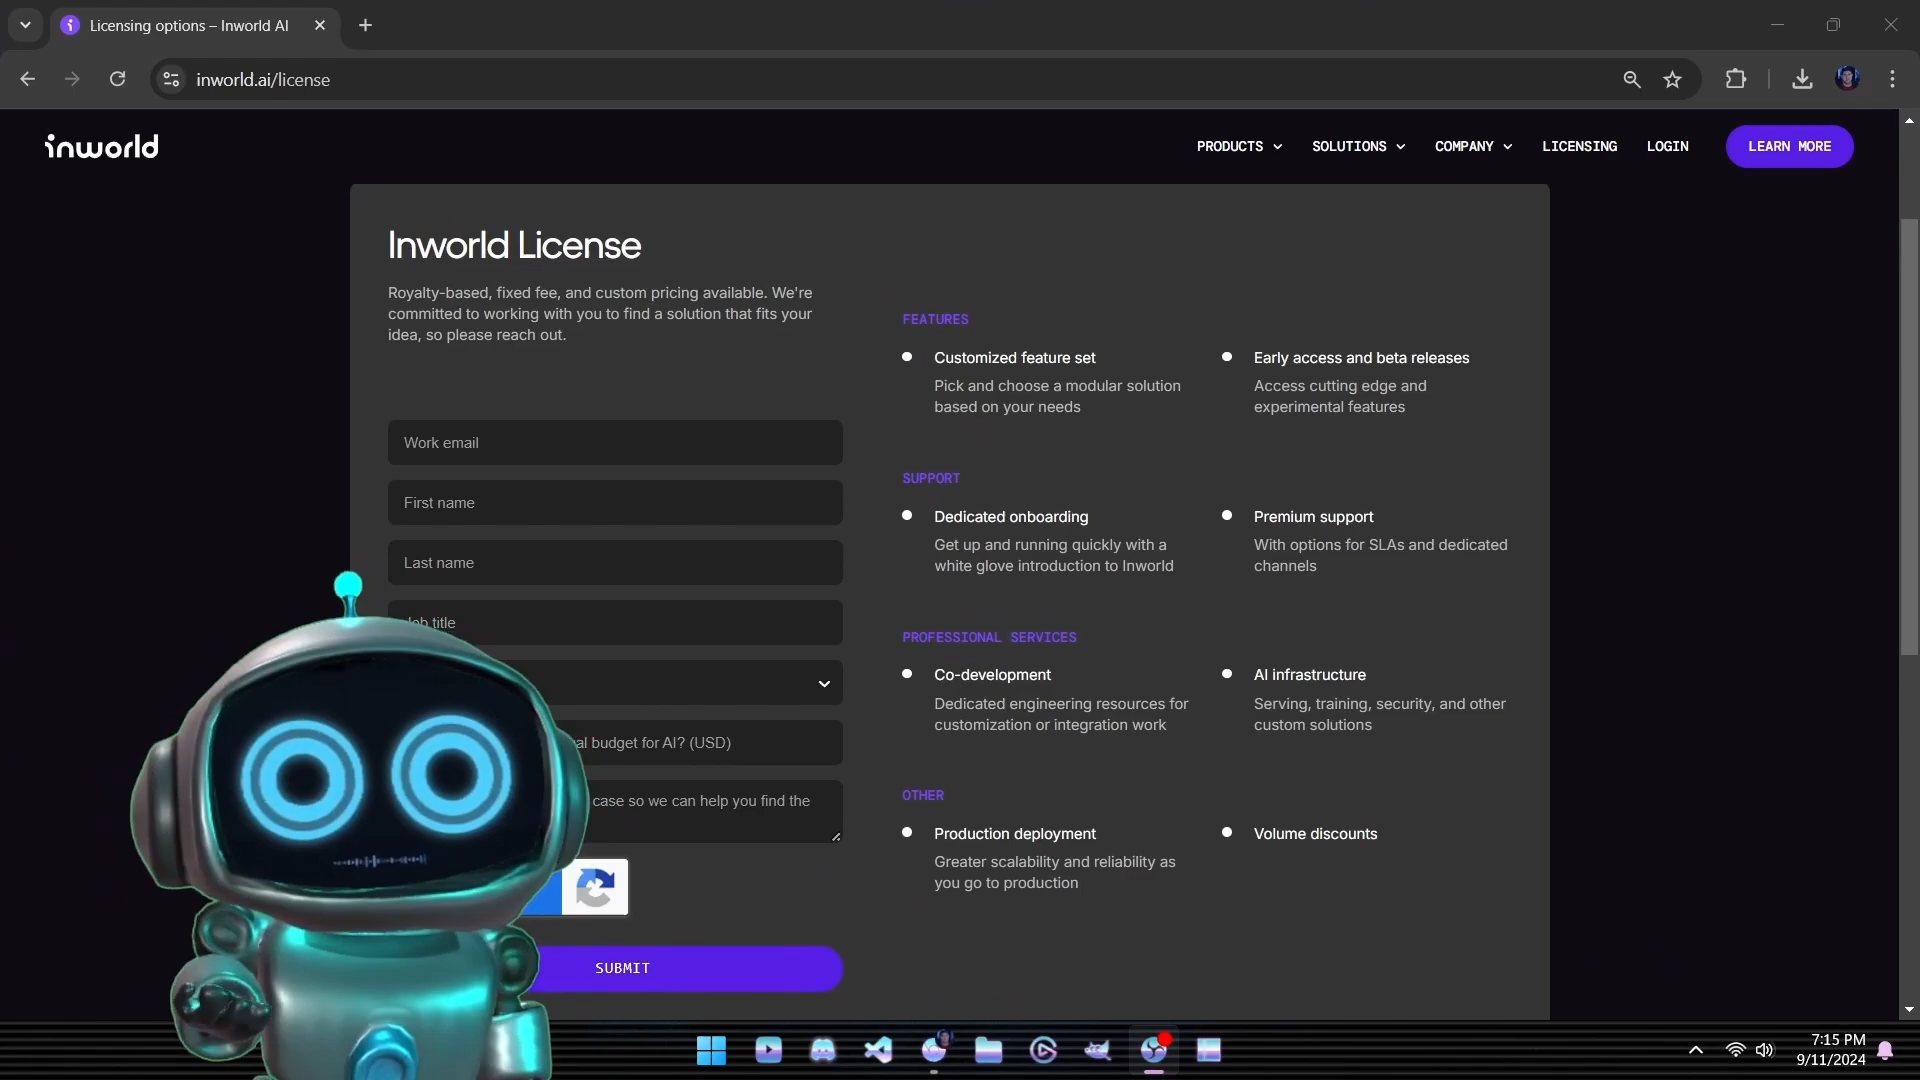 Licensing options – Inworld AI
inworld.ai/license
inworld
PRODUCTS
SOLUTIONS
COMPANY
LICENSING
LOGIN
LEARN MORE
Inworld License
Royalty-based, fixed fee, and custom pricing available. We're
committed to working with you to find a solution that fits your
idea, so please reach out.
Work email
First name
Last name
Job title
al budget for AI? (USD)
case so we can help you find the
SUBMIT
FEATURES
Customized feature set
Pick and choose a modular solution
based on your needs
Early access and beta releases
Access cutting edge and
experimental features
SUPPORT
Dedicated onboarding
Get up and running quickly with a
white glove introduction to Inworld
Premium support
With options for SLAs and dedicated
channels
PROFESSIONAL SERVICES
Co-development
Dedicated engineering resources for
customization or integration work
AI infrastructure
Serving, training, security, and other
custom solutions
OTHER
Production deployment
Greater scalability and reliability as
you go to production
Volume discounts
7:15 PM
9/11/2024